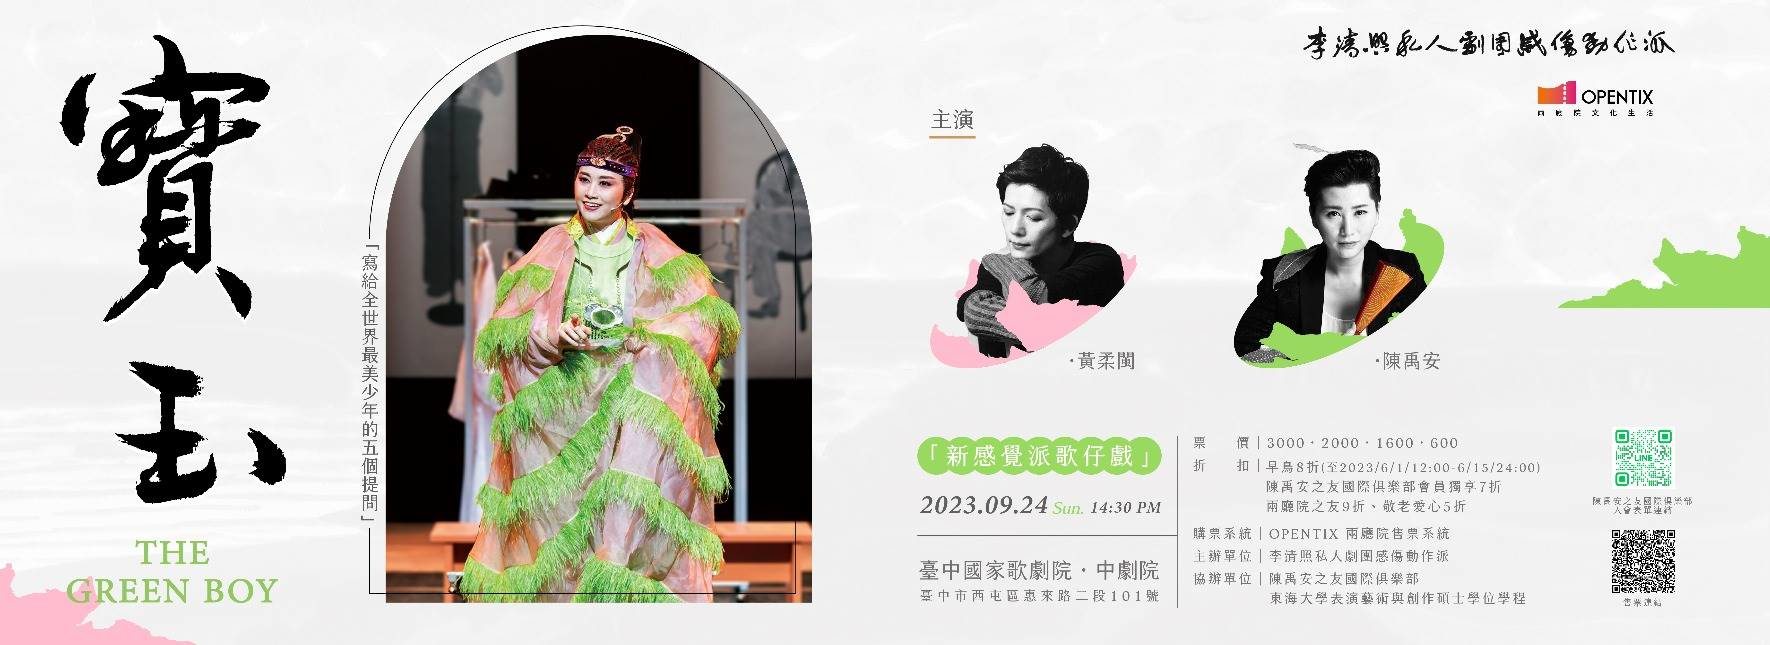 寶玉
THE
GREEN BOY
「寫給全世界最美少年的五個提問」
李清照私人劇團感傷動作派
OPENTIX
兩廳院文化生活
主演
·黃柔閩
·陳禹安
「新感覺派歌仔戲」
2023.09.24 Sun. 14:30 PM
臺中國家歌劇院·中劇院
臺中市西屯區惠來路二段101號
票 價|3000·2000·1600·600
折 扣|早鳥8折(至2023/6/1/12:00-6/15/24:00)
陳禹安之友國際俱樂部會員獨享7折
兩廳院之友9折、敬老愛心5折
購票系統|OPENTIX 兩廳院售票系統
主辦單位|李清照私人劇團感傷動作派
協辦單位|陳禹安之友國際俱樂部
東海大學表演藝術與創作碩士學位學程
LINE
陳禹安之友國際俱樂部
入會表單連結
售票連結